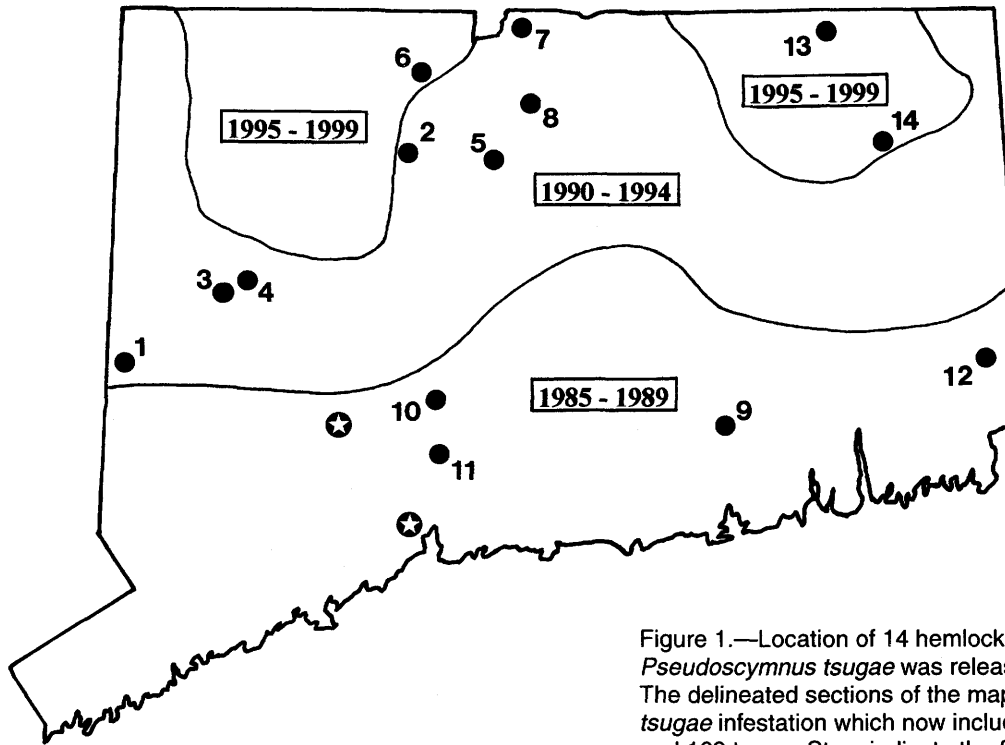 7
13
6
1995 - 1999
8
1995 - 1999
14
2
5
1990 - 1994
3
4
1
12
1985 - 1989
10
9
11
Figure 1.—Location of 14 hemlock
Pseudoscymnus tsugae was releas
The delineated sections of the map
tsugae infestation which now include